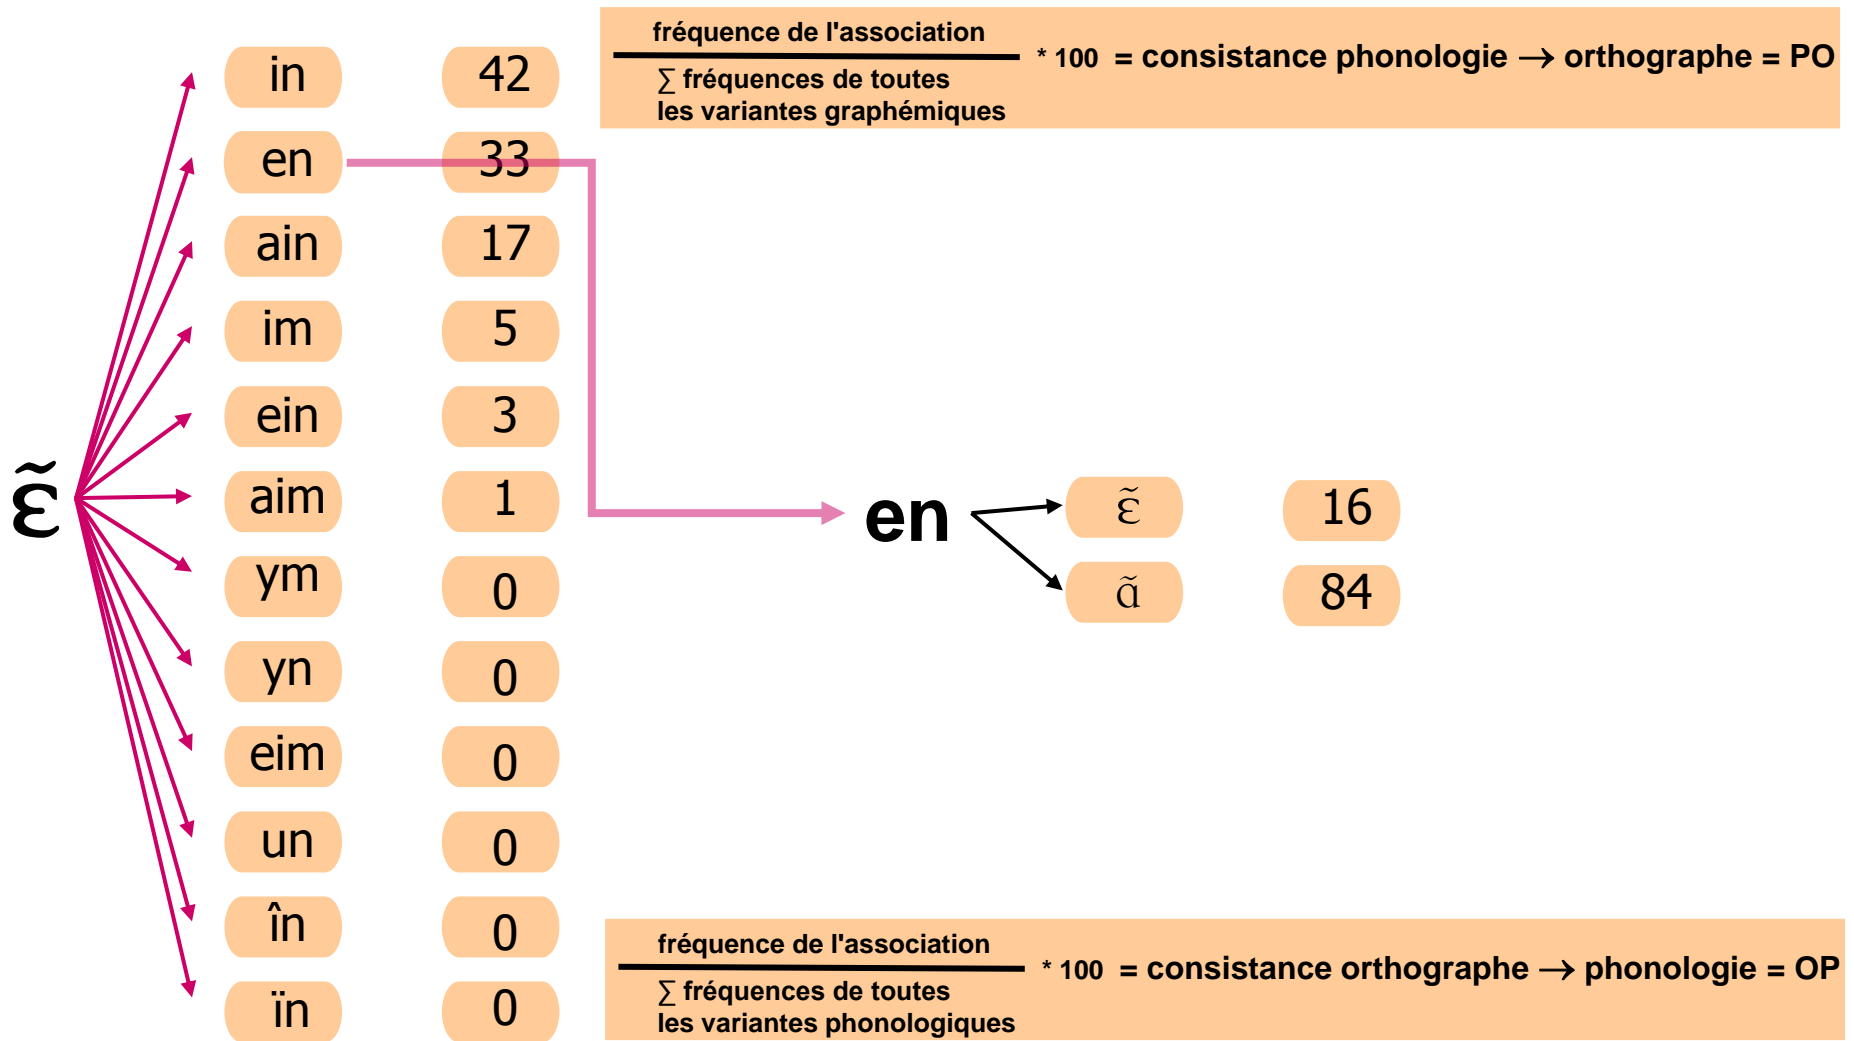 fréquence de l'association
* 100 = consistance phonologie → orthographe = PO
∑ fréquences de toutes
les variantes graphémiques
ɛ̃
in 42
en 33
ain 17
im 5
ein 3
aim 1
ym 0
yn 0
eim 0
un 0
în 0
ïn 0
en
ɛ̃ 16
ɑ̃ 84
fréquence de l'association
* 100 = consistance orthographe → phonologie = OP
∑ fréquences de toutes
les variantes phonologiques